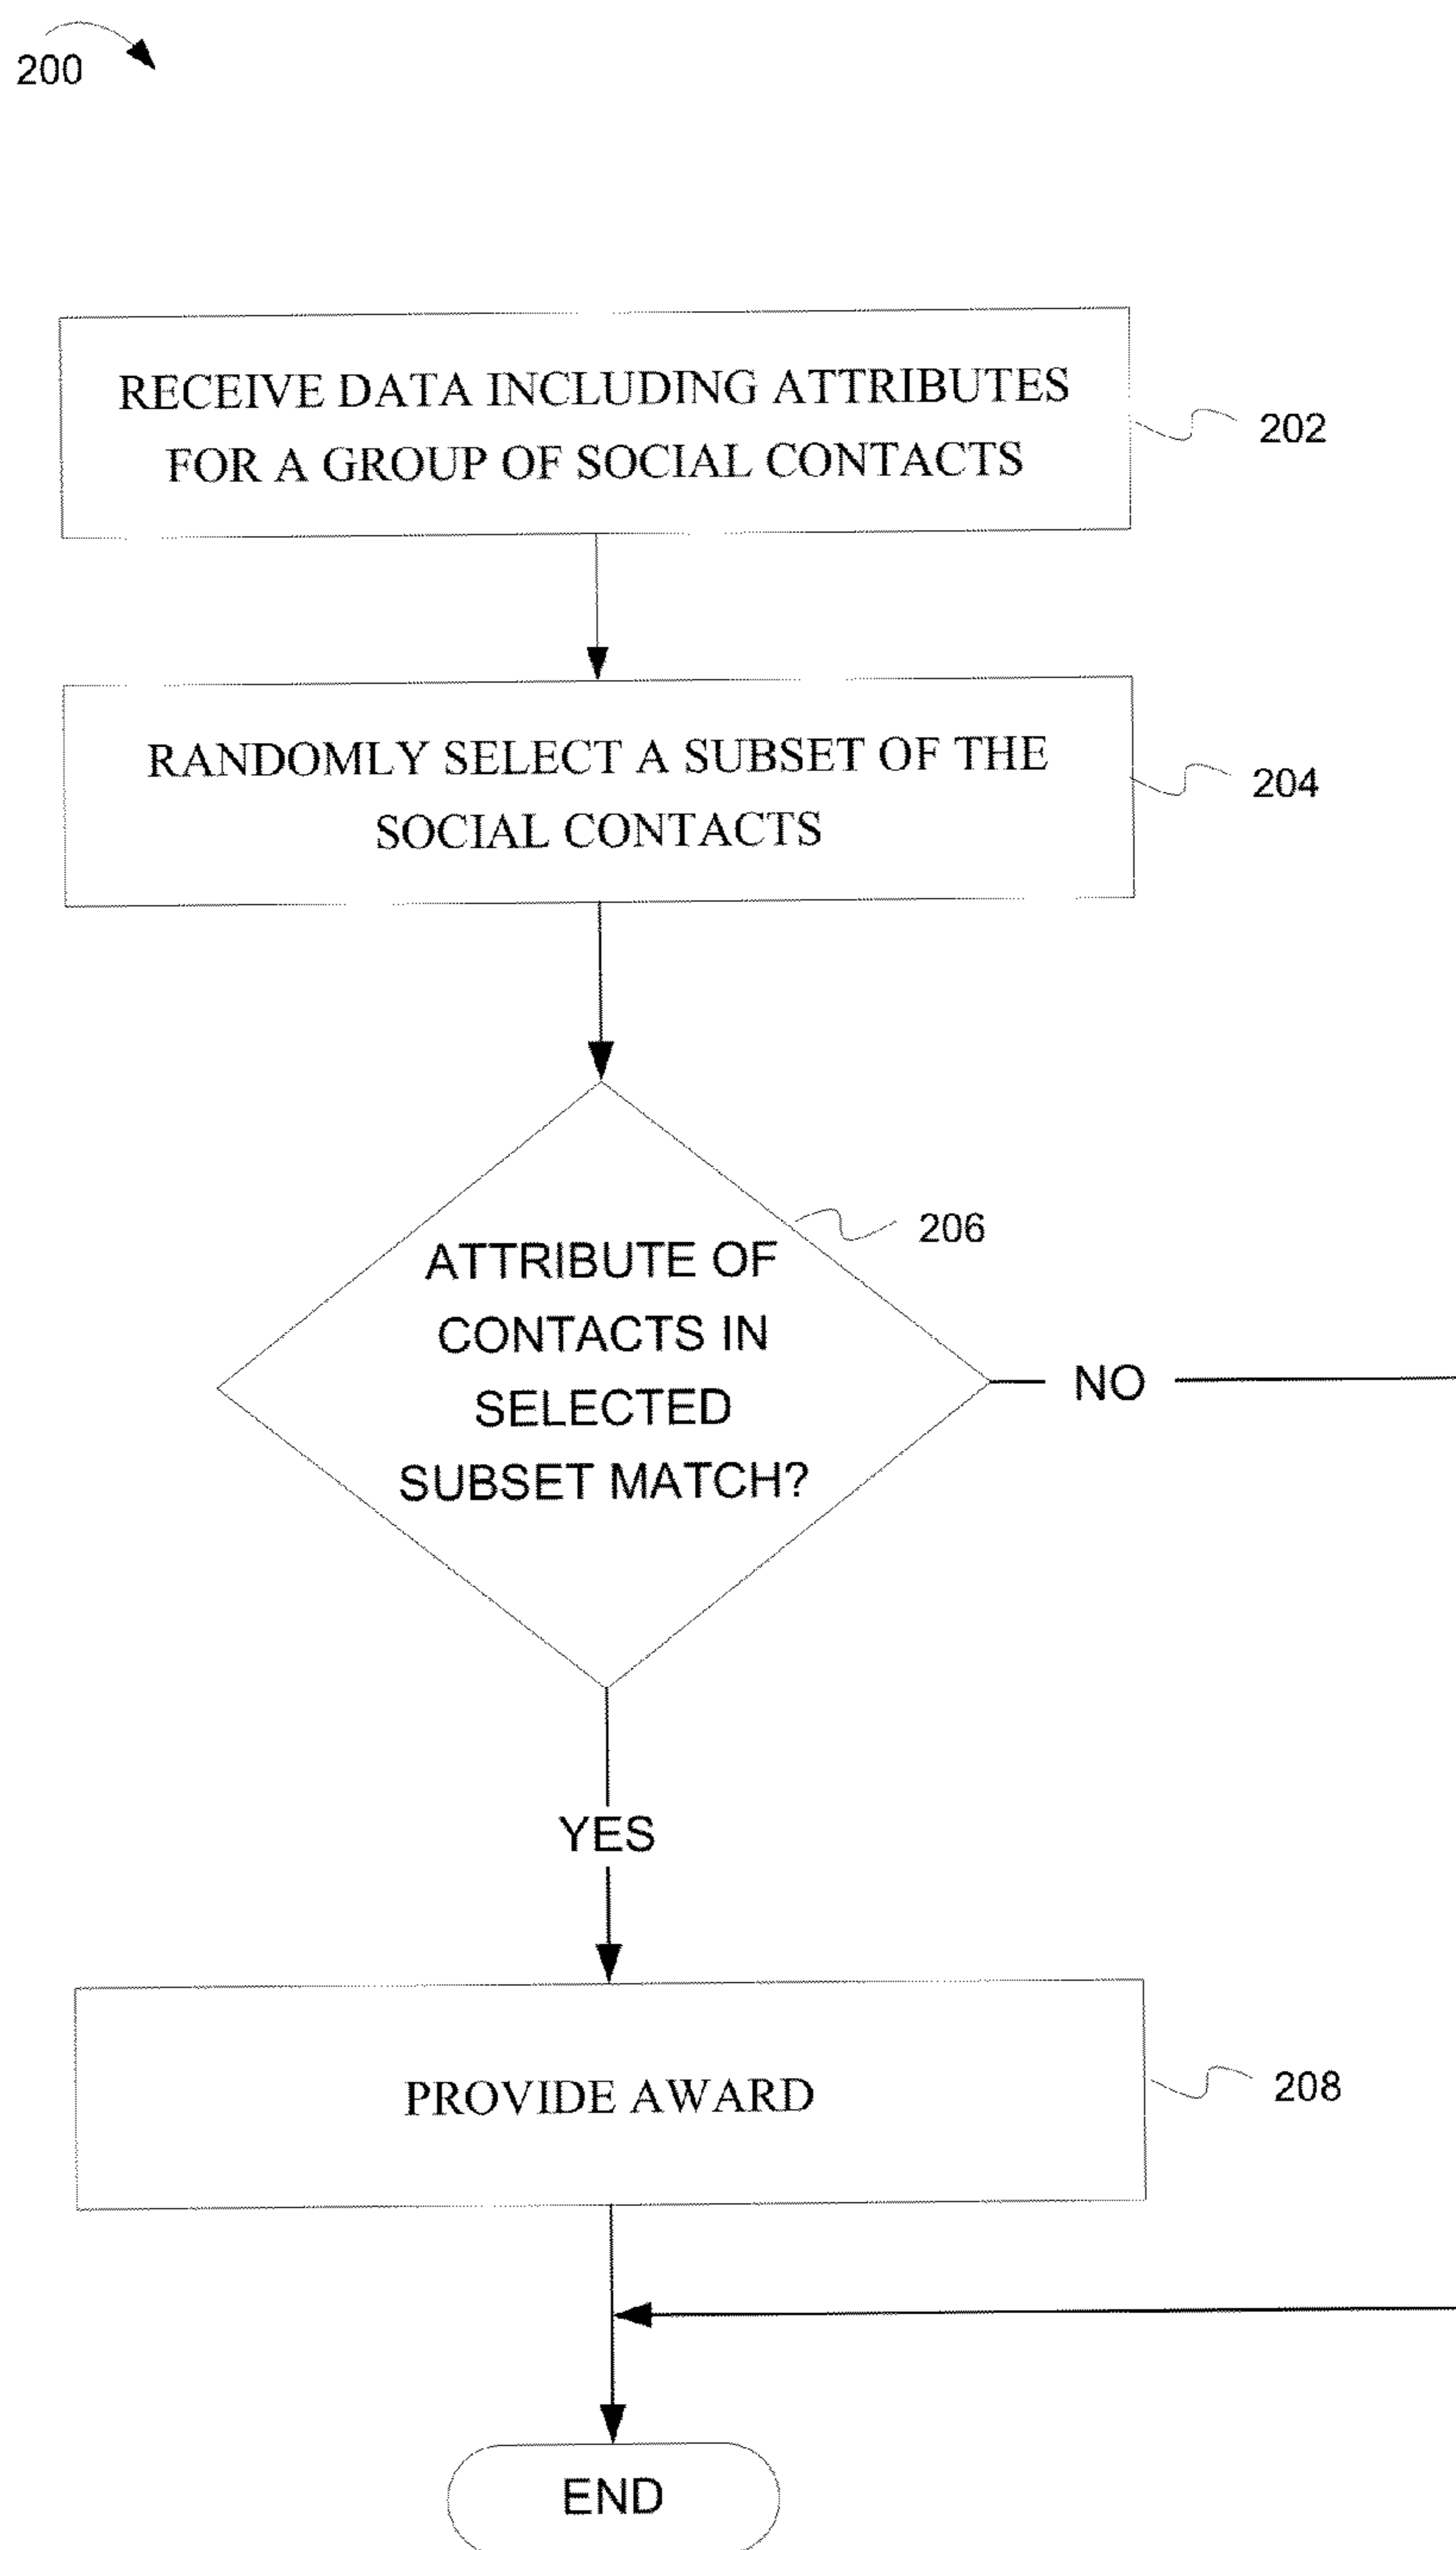 200
RECEIVE DATA INCLUDING ATTRIBUTES
FOR A GROUP OF SOCIAL CONTACTS
202
RANDOMLY SELECT A SUBSET OF THE
SOCIAL CONTACTS
204
206
ATTRIBUTE OF
CONTACTS IN
SELECTED
SUBSET MATCH?
NO
YES
PROVIDE AWARD
208
END